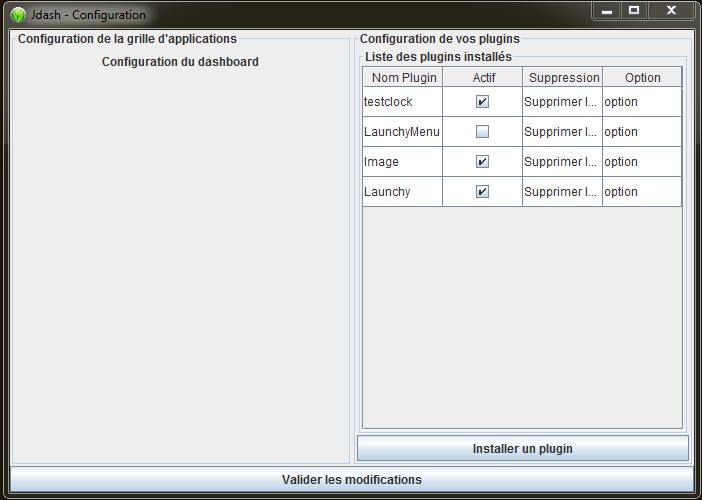 Jdash - Configuration
Configuration de la grille d'applications
Configuration du dashboard
Configuration de vos plugins
Liste des plugins installés
Nom Plugin Actif Suppression Option
testclock Supprimer l... option
LaunchyMenu Supprimer l... option
Image Supprimer l... option
Launchy Supprimer l... option
Installer un plugin
Valider les modifications